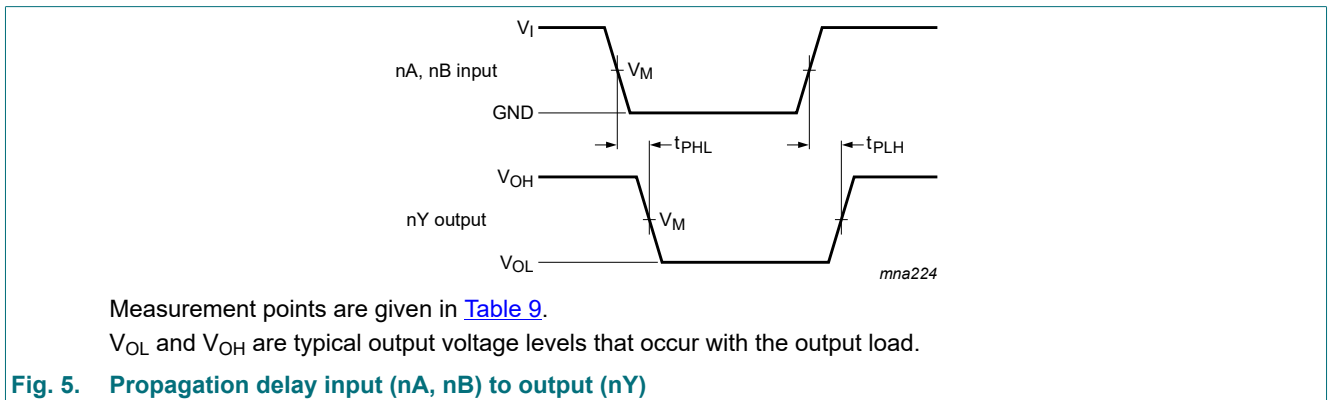 VI
nA, nB input
VM
GND
tPHL
tPLH
VOH
nY output
VM
VOL
mna224
Measurement points are given in Table 9.
VOL and VOH are typical output voltage levels that occur with the output load.
Fig. 5. Propagation delay input (nA, nB) to output (nY)